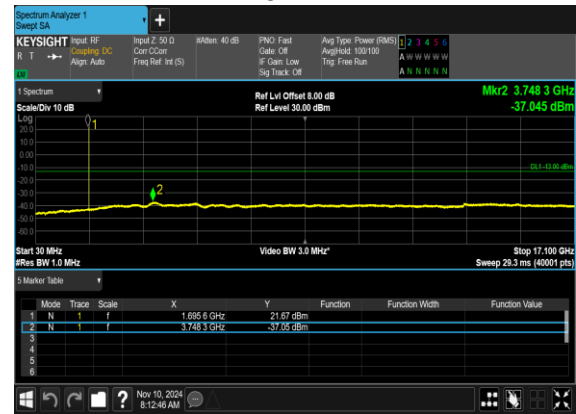 Spectrum Analyzer 1
Swept SA
KEYSIGHT Input: RF Input Z: 50 Ω #Atten: 40 dB PNO: Fast Avg Type: Power (RMS) 1 2 3 4 5 6
R T Coupling: DC Corr CCorr Gate: Off Avg|Hold: 100/100 A W W W W W
Align: Auto Freq Ref: Int (S) IF Gain: Low Trig: Free Run
Sig Track: Off A N N N N N
1 Spectrum Ref Lvl Offset 8.00 dB Mkr2 3.748 3 GHz
Scale/Div 10 dB Ref Level 30.00 dBm -37.045 dBm
Log
1
20.0
10.0
0.00
-10.0
DL1 -13.00 dBm
-20.0
-30.0
2
-40.0
-50.0
-60.0
Start 30 MHz Video BW 3.0 MHz* Stop 17.100 GHz
#Res BW 1.0 MHz Sweep 29.3 ms (40001 pts)
5 Marker Table
Mode Trace Scale X Y Function Function Width Function Value
1 N 1 f 1.695 6 GHz 21.67 dBm
2 N 1 f 3.748 3 GHz -37.05 dBm
3
4
5
6
? Nov 10, 2024
8:12:46 AM